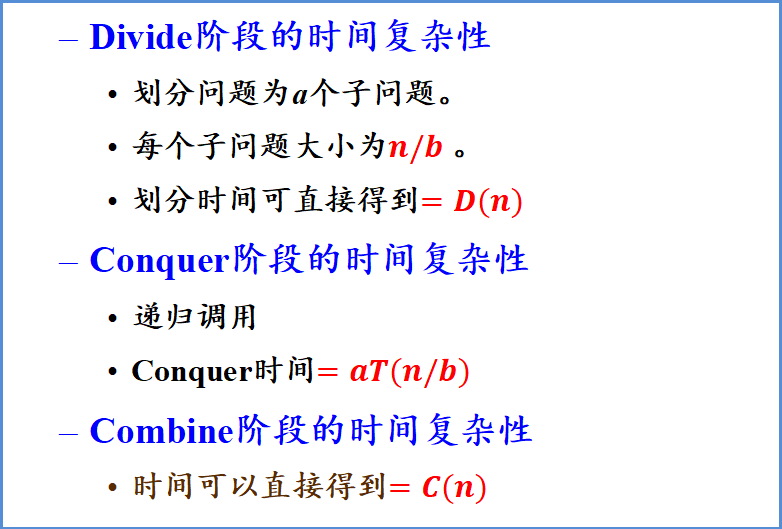 – Divide阶段的时间复杂性
• 划分问题为a个子问题。
• 每个子问题大小为n/b 。
• 划分时间可直接得到= D(n)
– Conquer阶段的时间复杂性
• 递归调用
• Conquer时间= aT(n/b)
– Combine阶段的时间复杂性
• 时间可以直接得到= C(n)